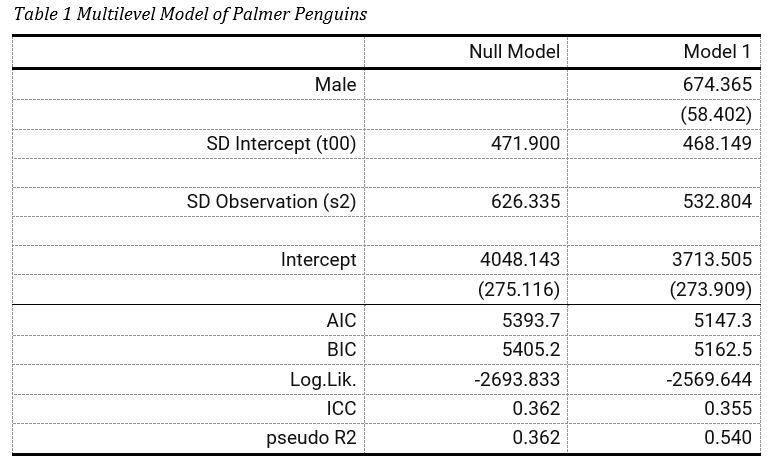 Table 1 Multilevel Model of Palmer Penguins
Null Model Model 1
Male 674.365
(58.402)
SD Intercept (t00) 471.900 468.149
SD Observation (s2) 626.335 532.804
Intercept 4048.143 3713.505
(275.116) (273.909)
AIC 5393.7 5147.3
BIC 5405.2 5162.5
Log.Lik. -2693.833 -2569.644
ICC 0.362 0.355
pseudo R2 0.362 0.540